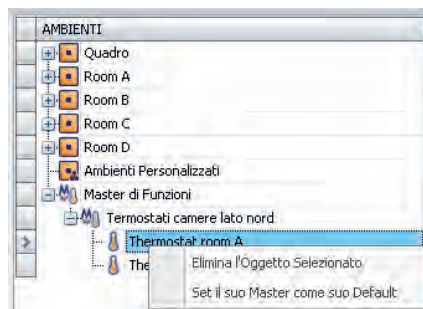 AMBIENTI
Quadro
Room A
Room B
Room C
Room D
Ambienti Personalizzati
Master di Funzioni
Termostati camere lato nord
Thermostat room A
The
Elimina l'Oggetto Selezionato
Set il suo Master come suo Default